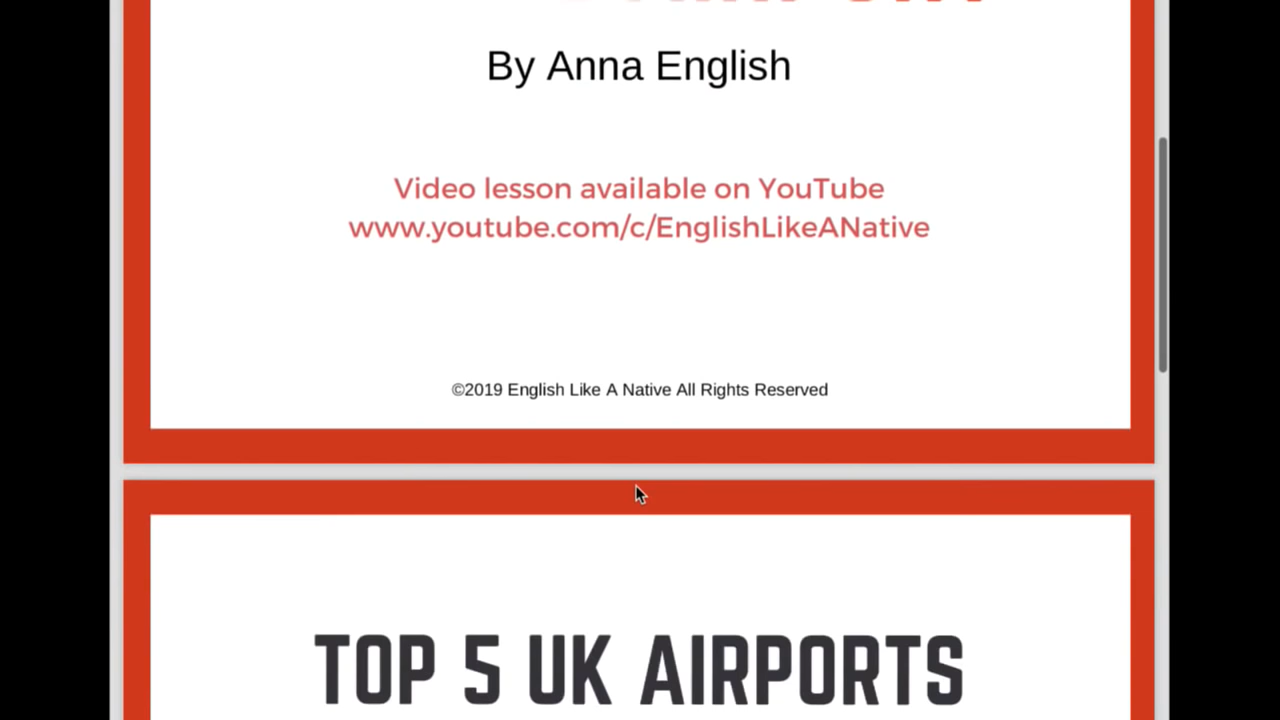 By Anna English
Video lesson available on YouTube
www.youtube.com/c/EnglishLikeANative
©2019 English Like A Native All Rights Reserved
TOP 5 UK AIRPORTS